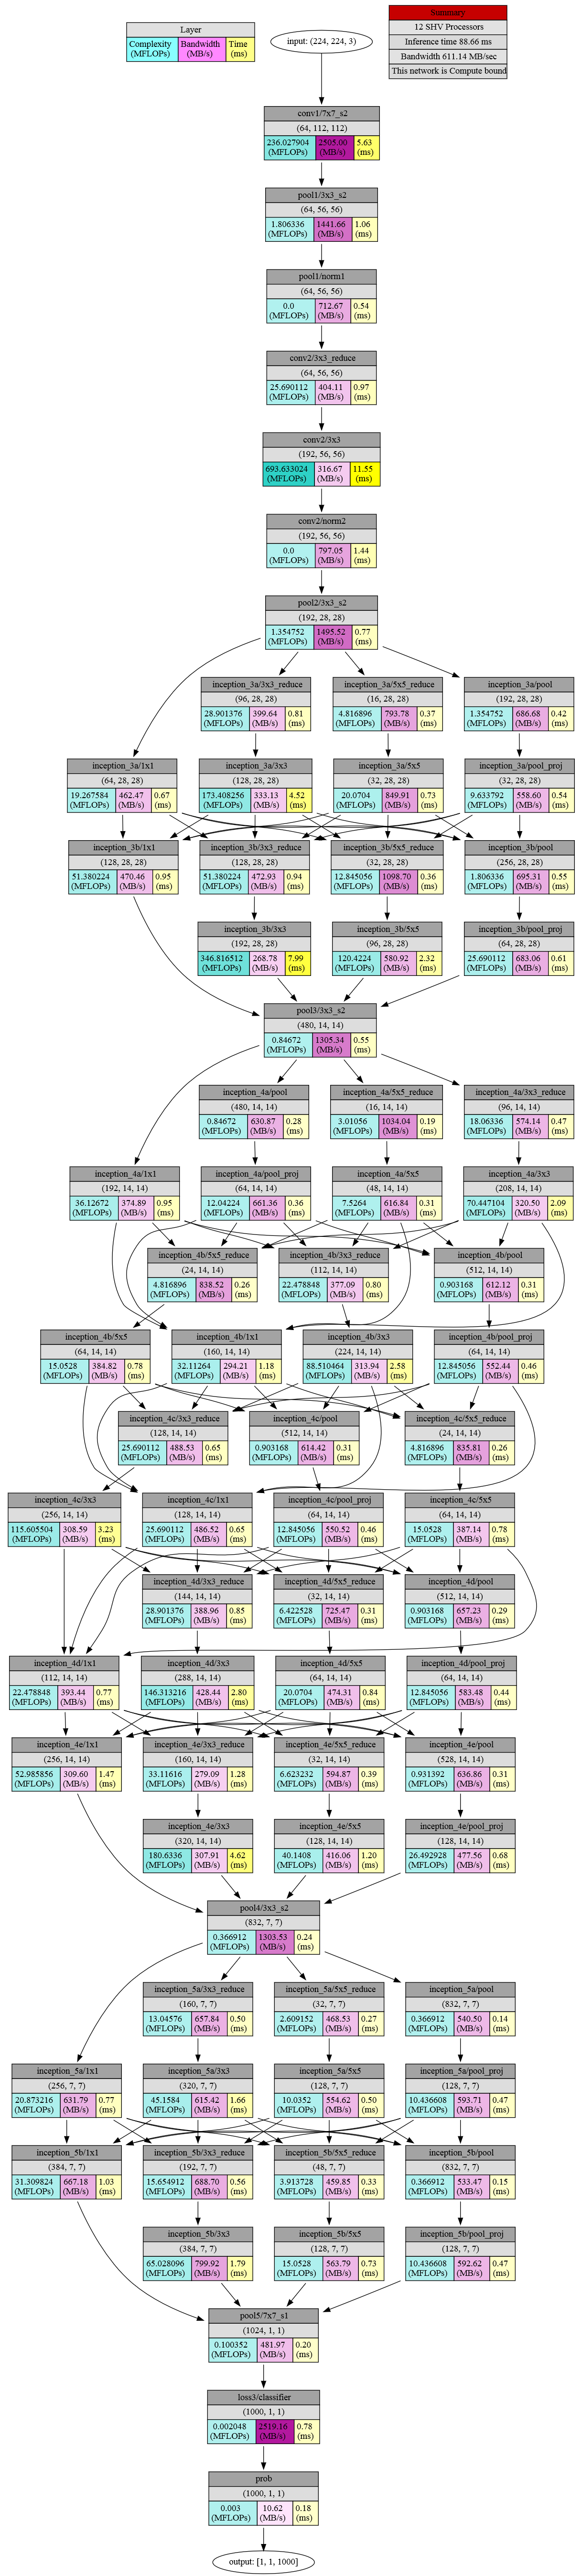 Layer
Complexity (MFLOPs) Bandwidth (MB/s) Time (ms)
input: (224, 224, 3)
Summary
12 SHV Processors
Inference time 88.66 ms
Bandwidth 611.14 MB/sec
This network is Compute bound
conv1/7x7_s2
(64, 112, 112)
236.027904 (MFLOPs) 2505.00 (MB/s) 5.63 (ms)
pool1/3x3_s2
(64, 56, 56)
1.806336 (MFLOPs) 1441.66 (MB/s) 1.06 (ms)
pool1/norm1
(64, 56, 56)
0.0 (MFLOPs) 712.67 (MB/s) 0.54 (ms)
conv2/3x3_reduce
(64, 56, 56)
25.690112 (MFLOPs) 404.11 (MB/s) 0.97 (ms)
conv2/3x3
(192, 56, 56)
693.633024 (MFLOPs) 316.67 (MB/s) 11.55 (ms)
conv2/norm2
(192, 56, 56)
0.0 (MFLOPs) 797.05 (MB/s) 1.44 (ms)
pool2/3x3_s2
(192, 28, 28)
1.354752 (MFLOPs) 1495.52 (MB/s) 0.77 (ms)
inception_3a/3x3_reduce
(96, 28, 28)
28.901376 (MFLOPs) 399.64 (MB/s) 0.81 (ms)
inception_3a/5x5_reduce
(16, 28, 28)
4.816896 (MFLOPs) 793.78 (MB/s) 0.37 (ms)
inception_3a/pool
(192, 28, 28)
1.354752 (MFLOPs) 686.68 (MB/s) 0.42 (ms)
inception_3a/1x1
(64, 28, 28)
19.267584 (MFLOPs) 462.47 (MB/s) 0.67 (ms)
inception_3a/3x3
(128, 28, 28)
173.408256 (MFLOPs) 333.13 (MB/s) 4.52 (ms)
inception_3a/5x5
(32, 28, 28)
20.0704 (MFLOPs) 849.91 (MB/s) 0.73 (ms)
inception_3a/pool_proj
(32, 28, 28)
9.633792 (MFLOPs) 558.60 (MB/s) 0.54 (ms)
inception_3b/1x1
(128, 28, 28)
51.380224 (MFLOPs) 470.46 (MB/s) 0.95 (ms)
inception_3b/3x3_reduce
(128, 28, 28)
51.380224 (MFLOPs) 472.93 (MB/s) 0.94 (ms)
inception_3b/5x5_reduce
(32, 28, 28)
12.845056 (MFLOPs) 1098.70 (MB/s) 0.36 (ms)
inception_3b/pool
(256, 28, 28)
1.806336 (MFLOPs) 695.31 (MB/s) 0.55 (ms)
inception_3b/3x3
(192, 28, 28)
346.816512 (MFLOPs) 268.78 (MB/s) 7.99 (ms)
inception_3b/5x5
(96, 28, 28)
120.4224 (MFLOPs) 580.92 (MB/s) 2.32 (ms)
inception_3b/pool_proj
(64, 28, 28)
25.690112 (MFLOPs) 683.06 (MB/s) 0.61 (ms)
pool3/3x3_s2
(480, 14, 14)
0.84672 (MFLOPs) 1305.34 (MB/s) 0.55 (ms)
inception_4a/pool
(480, 14, 14)
0.84672 (MFLOPs) 630.87 (MB/s) 0.28 (ms)
inception_4a/5x5_reduce
(16, 14, 14)
3.01056 (MFLOPs) 1034.04 (MB/s) 0.19 (ms)
inception_4a/3x3_reduce
(96, 14, 14)
18.06336 (MFLOPs) 574.14 (MB/s) 0.47 (ms)
inception_4a/1x1
(192, 14, 14)
36.12672 (MFLOPs) 374.89 (MB/s) 0.95 (ms)
inception_4a/pool_proj
(64, 14, 14)
12.04224 (MFLOPs) 661.36 (MB/s) 0.36 (ms)
inception_4a/5x5
(48, 14, 14)
7.5264 (MFLOPs) 616.84 (MB/s) 0.31 (ms)
inception_4a/3x3
(208, 14, 14)
70.447104 (MFLOPs) 320.50 (MB/s) 2.09 (ms)
inception_4b/5x5_reduce
(24, 14, 14)
4.816896 (MFLOPs) 838.52 (MB/s) 0.26 (ms)
inception_4b/3x3_reduce
(112, 14, 14)
22.478848 (MFLOPs) 377.09 (MB/s) 0.80 (ms)
inception_4b/pool
(512, 14, 14)
0.903168 (MFLOPs) 612.12 (MB/s) 0.31 (ms)
inception_4b/5x5
(64, 14, 14)
15.0528 (MFLOPs) 384.82 (MB/s) 0.78 (ms)
inception_4b/1x1
(160, 14, 14)
32.11264 (MFLOPs) 294.21 (MB/s) 1.18 (ms)
inception_4b/3x3
(224, 14, 14)
88.510464 (MFLOPs) 313.94 (MB/s) 2.58 (ms)
inception_4b/pool_proj
(64, 14, 14)
12.845056 (MFLOPs) 552.44 (MB/s) 0.46 (ms)
inception_4c/3x3_reduce
(128, 14, 14)
25.690112 (MFLOPs) 488.53 (MB/s) 0.65 (ms)
inception_4c/pool
(512, 14, 14)
0.903168 (MFLOPs) 614.42 (MB/s) 0.31 (ms)
inception_4c/5x5_reduce
(24, 14, 14)
4.816896 (MFLOPs) 835.81 (MB/s) 0.26 (ms)
inception_4c/3x3
(256, 14, 14)
115.605504 (MFLOPs) 308.59 (MB/s) 3.23 (ms)
inception_4c/1x1
(128, 14, 14)
25.690112 (MFLOPs) 486.52 (MB/s) 0.65 (ms)
inception_4c/pool_proj
(64, 14, 14)
12.845056 (MFLOPs) 550.52 (MB/s) 0.46 (ms)
inception_4c/5x5
(64, 14, 14)
15.0528 (MFLOPs) 387.14 (MB/s) 0.78 (ms)
inception_4d/3x3_reduce
(144, 14, 14)
28.901376 (MFLOPs) 388.96 (MB/s) 0.85 (ms)
inception_4d/5x5_reduce
(32, 14, 14)
6.422528 (MFLOPs) 725.47 (MB/s) 0.31 (ms)
inception_4d/pool
(512, 14, 14)
0.903168 (MFLOPs) 657.23 (MB/s) 0.29 (ms)
inception_4d/1x1
(112, 14, 14)
22.478848 (MFLOPs) 393.44 (MB/s) 0.77 (ms)
inception_4d/3x3
(288, 14, 14)
146.313216 (MFLOPs) 428.44 (MB/s) 2.80 (ms)
inception_4d/5x5
(64, 14, 14)
20.0704 (MFLOPs) 474.31 (MB/s) 0.84 (ms)
inception_4d/pool_proj
(64, 14, 14)
12.845056 (MFLOPs) 583.48 (MB/s) 0.44 (ms)
inception_4e/1x1
(256, 14, 14)
52.985856 (MFLOPs) 309.60 (MB/s) 1.47 (ms)
inception_4e/3x3_reduce
(160, 14, 14)
33.11616 (MFLOPs) 279.09 (MB/s) 1.28 (ms)
inception_4e/5x5_reduce
(32, 14, 14)
6.623232 (MFLOPs) 594.87 (MB/s) 0.39 (ms)
inception_4e/pool
(528, 14, 14)
0.931392 (MFLOPs) 636.86 (MB/s) 0.31 (ms)
inception_4e/3x3
(320, 14, 14)
180.6336 (MFLOPs) 307.91 (MB/s) 4.62 (ms)
inception_4e/5x5
(128, 14, 14)
40.1408 (MFLOPs) 416.06 (MB/s) 1.20 (ms)
inception_4e/pool_proj
(128, 14, 14)
26.492928 (MFLOPs) 477.56 (MB/s) 0.68 (ms)
pool4/3x3_s2
(832, 7, 7)
0.366912 (MFLOPs) 1303.53 (MB/s) 0.24 (ms)
inception_5a/3x3_reduce
(160, 7, 7)
13.04576 (MFLOPs) 657.84 (MB/s) 0.50 (ms)
inception_5a/5x5_reduce
(32, 7, 7)
2.609152 (MFLOPs) 468.53 (MB/s) 0.27 (ms)
inception_5a/pool
(832, 7, 7)
0.366912 (MFLOPs) 540.50 (MB/s) 0.14 (ms)
inception_5a/1x1
(256, 7, 7)
20.873216 (MFLOPs) 631.79 (MB/s) 0.77 (ms)
inception_5a/3x3
(320, 7, 7)
45.1584 (MFLOPs) 615.42 (MB/s) 1.66 (ms)
inception_5a/5x5
(128, 7, 7)
10.0352 (MFLOPs) 554.62 (MB/s) 0.50 (ms)
inception_5a/pool_proj
(128, 7, 7)
10.436608 (MFLOPs) 593.71 (MB/s) 0.47 (ms)
inception_5b/1x1
(384, 7, 7)
31.309824 (MFLOPs) 667.18 (MB/s) 1.03 (ms)
inception_5b/3x3_reduce
(192, 7, 7)
15.654912 (MFLOPs) 688.70 (MB/s) 0.56 (ms)
inception_5b/5x5_reduce
(48, 7, 7)
3.913728 (MFLOPs) 459.85 (MB/s) 0.33 (ms)
inception_5b/pool
(832, 7, 7)
0.366912 (MFLOPs) 533.47 (MB/s) 0.15 (ms)
inception_5b/3x3
(384, 7, 7)
65.028096 (MFLOPs) 799.92 (MB/s) 1.79 (ms)
inception_5b/5x5
(128, 7, 7)
15.0528 (MFLOPs) 563.79 (MB/s) 0.73 (ms)
inception_5b/pool_proj
(128, 7, 7)
10.436608 (MFLOPs) 592.62 (MB/s) 0.47 (ms)
pool5/7x7_s1
(1024, 1, 1)
0.100352 (MFLOPs) 481.97 (MB/s) 0.20 (ms)
loss3/classifier
(1000, 1, 1)
0.002048 (MFLOPs) 2519.16 (MB/s) 0.78 (ms)
prob
(1000, 1, 1)
0.003 (MFLOPs) 10.62 (MB/s) 0.18 (ms)
output: [1, 1, 1000]